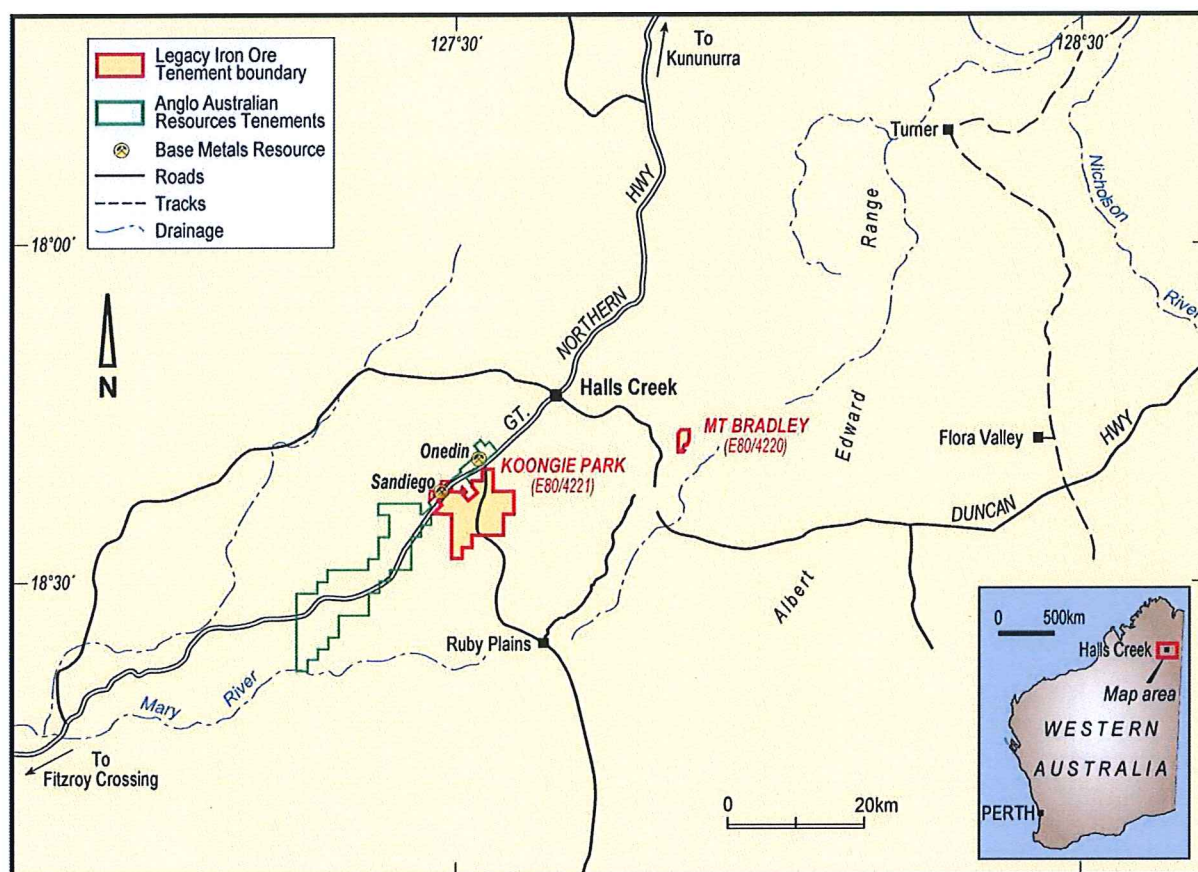 127°30'
128°30'
To
Kununurra
Legacy Iron Ore
Tenement boundary
Anglo Australian
Resources Tenements
Base Metals Resource
Roads
Tracks
Drainage
Turner
Nicholson
River
HWY
Range
18°00'
NORTHERN
N
Halls Creek
GT.
Edward
MT BRADLEY
(E80/4220)
Onedin
KOONGIE PARK
(E80/4221)
Sandiego
Flora Valley
HWY
DUNCAN
18°30'
Albert
Ruby Plains
Mary
River
To
Fitzroy Crossing
0 20km
0 500km
Halls Creek
Map area
WESTERN
AUSTRALIA
PERTH